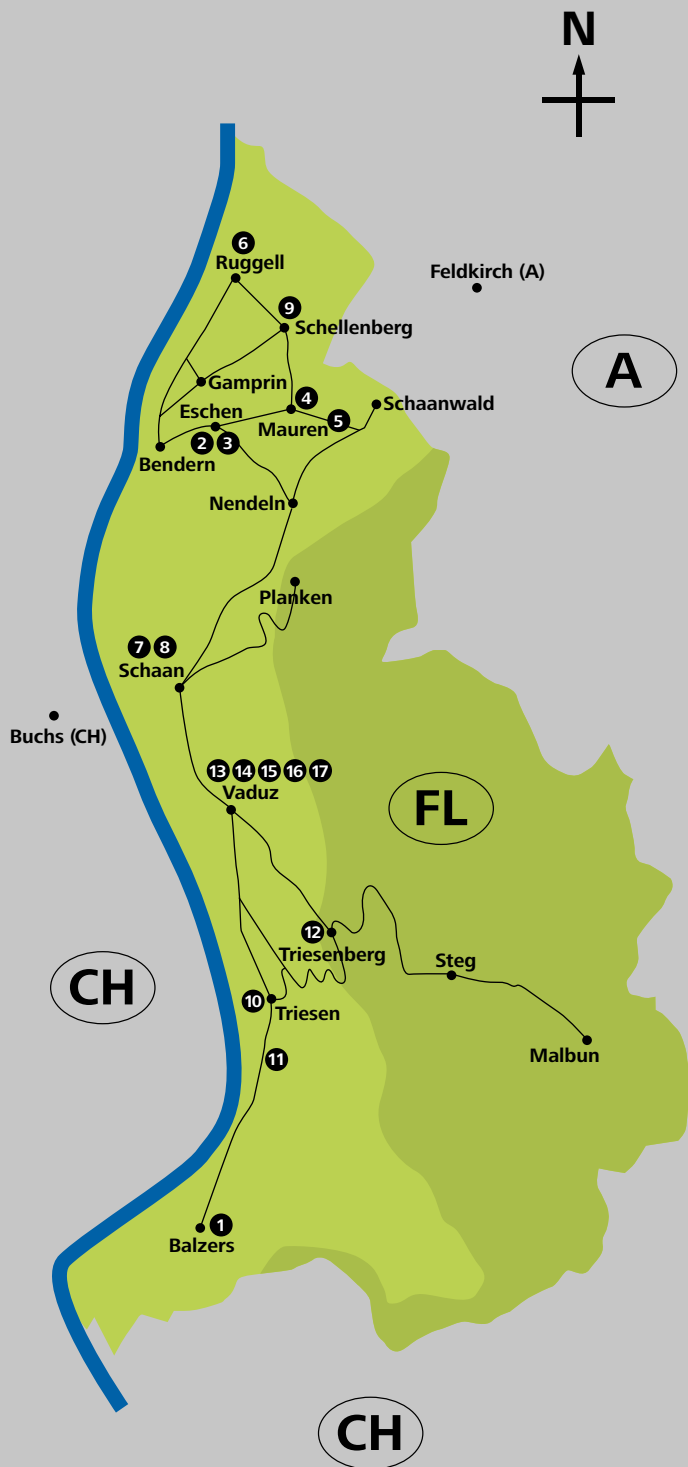 N
6
Ruggell
Feldkirch (A)
9
Schellenberg
A
Gamprin
4
Schaanwald
Eschen
5
Mauren
2 3
Bendern
Nendeln
Planken
7 8
Schaan
Buchs (CH)
13 14 15 16 17
Vaduz
FL
12
Triesenberg
Steg
CH
10
Triesen
11
Malbun
1
Balzers
CH